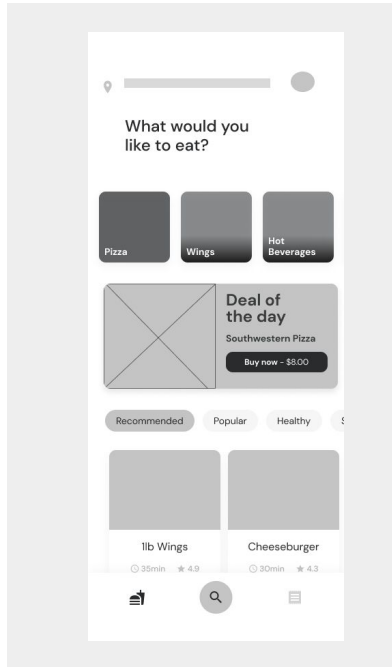 What would you
like to eat?
Pizza
Wings
Hot
Beverages
Deal of
the day
Southwestern Pizza
Buy now - $8.00
Recommended
Popular
Healthy
1lb Wings
Cheeseburger
35min
4.9
30min
4.3